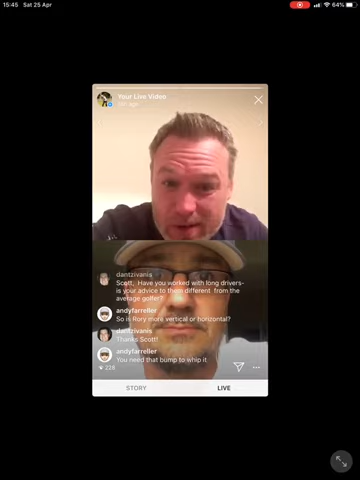 15:45 Sat 25 Apr
64%
Your Live Video
dantzivanis
Scott, Have you worked with long drivers-
is your advice to them different from the
average golfer?
andyfarreller
So is Rory more vertical or horizontal?
dantzivanis
Thanks Scott!
andyfarreller
You need that bump to whip it
228
STORY LIVE